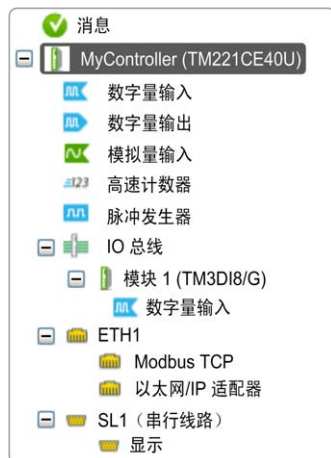 消息
MyController (TM221CE40U)
数字量输入
数字量输出
模拟量输入
123 高速计数器
脉冲发生器
IO 总线
模块 1 (TM3DI8/G)
数字量输入
ETH1
Modbus TCP
以太网/IP 适配器
SL1（串行线路）
显示